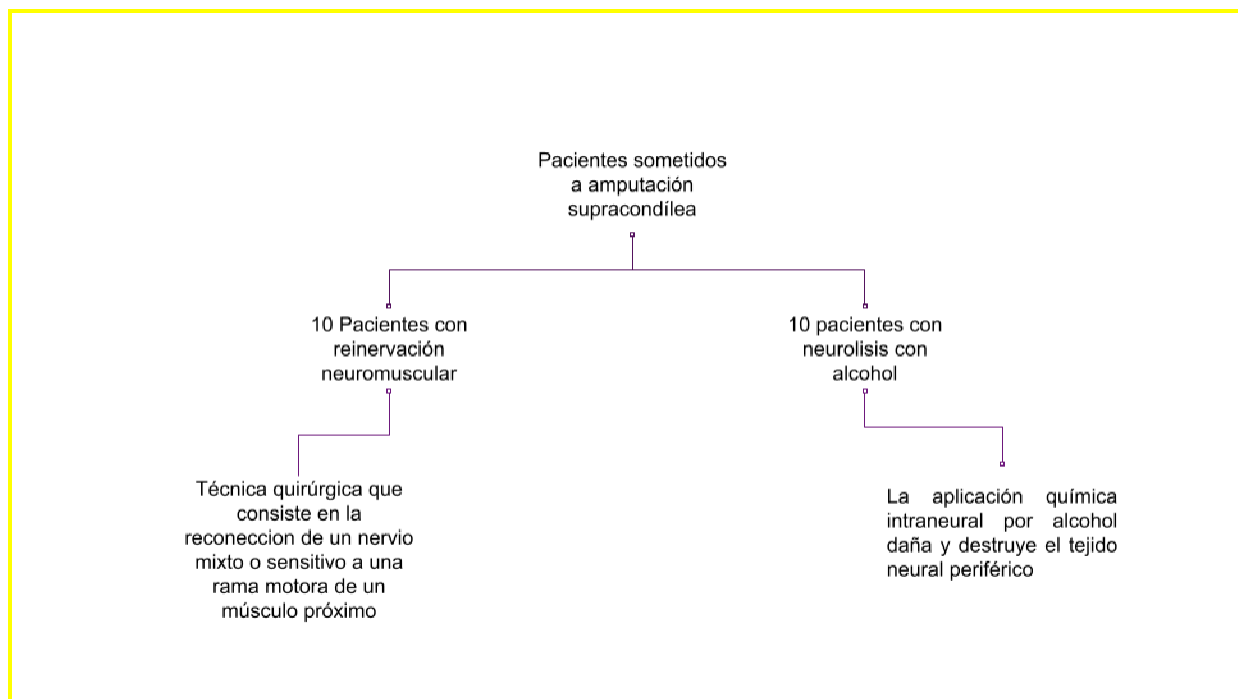 Pacientes sometidos
a amputación
supracondílea
10 Pacientes con
reinervación
neuromuscular
10 pacientes con
neurolisis con
alcohol
Técnica quirúrgica que
consiste en la
reconeccion de un nervio
mixto o sensitivo a una
rama motora de un
músculo próximo
La aplicación química
intraneural por alcohol
daña y destruye el tejido
neural periférico